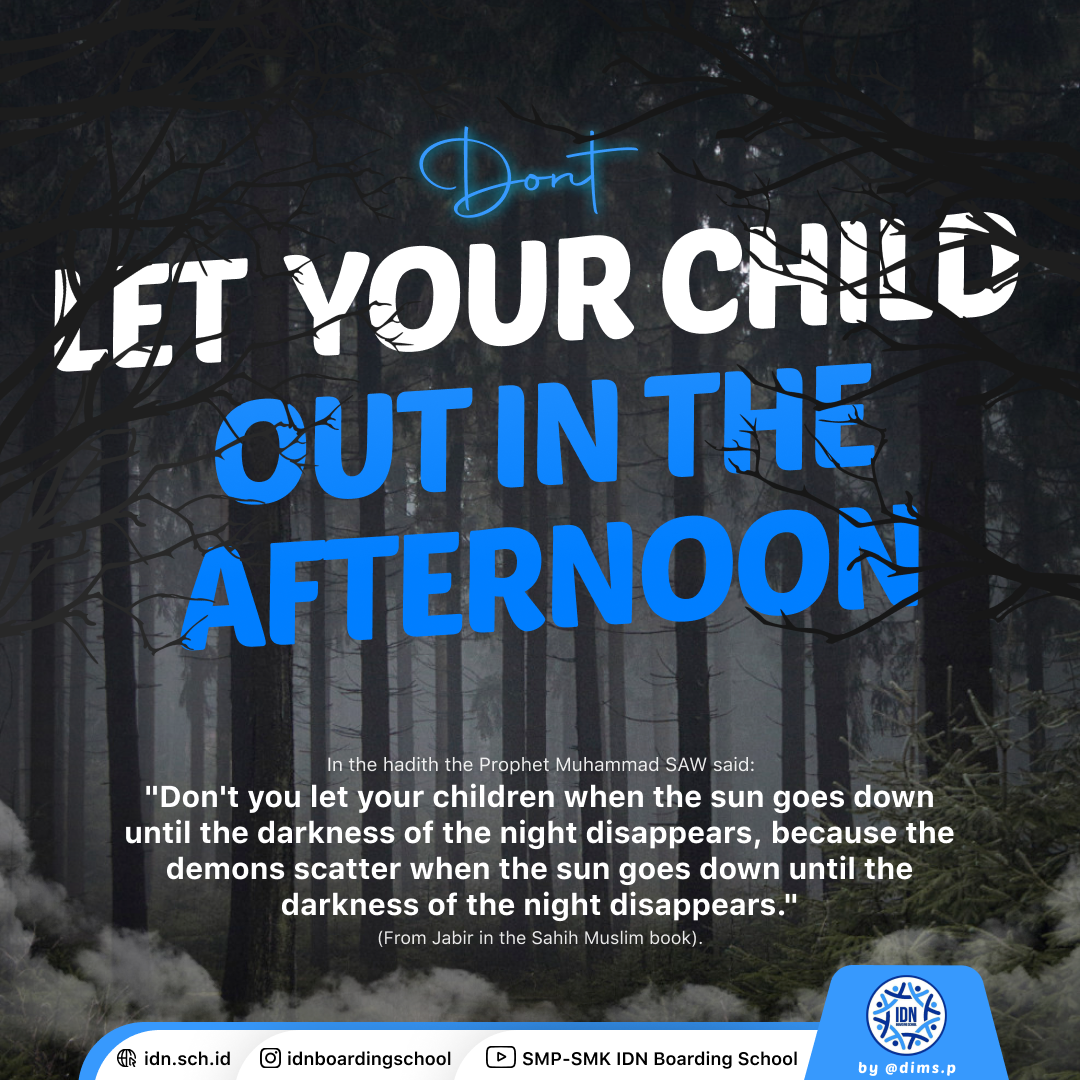 Dont
LET YOUR CHILD
OUT IN THE
AFTERNOON
In the hadith the Prophet Muhammad SAW said:
"Don't you let your children when the sun goes down
until the darkness of the night disappears, because the
demons scatter when the sun goes down until the
darkness of the night disappears."
(From Jabir in the Sahih Muslim book).
IDN
BOARDING SCHOOL
idn.sch.id idnboardingschool SMP-SMK IDN Boarding School
by @dims.p